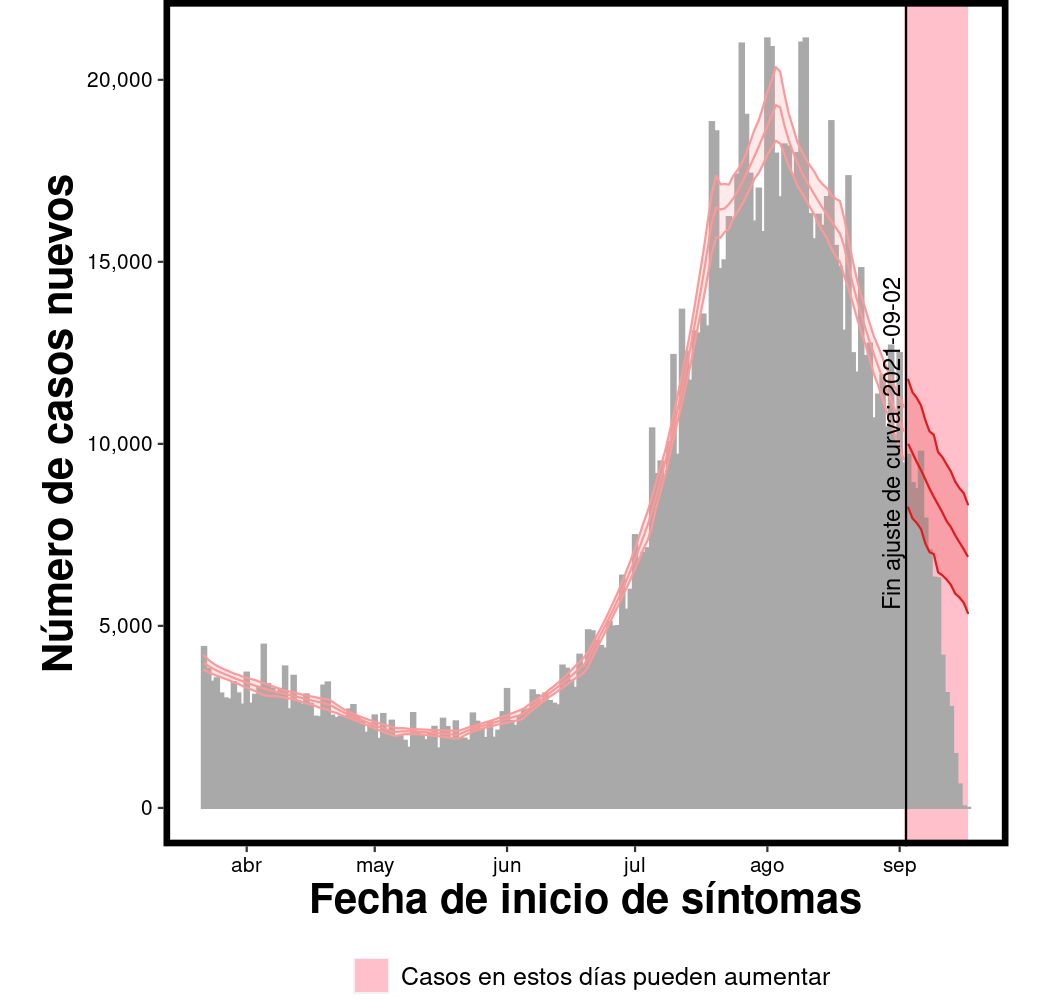 Número de casos nuevos
20,000
15,000
10,000
5,000
0
Fin ajuste de curva: 2021-09-02
abr
may
jun
jul
ago
sep
Fecha de inicio de síntomas
Casos en estos días pueden aumentar